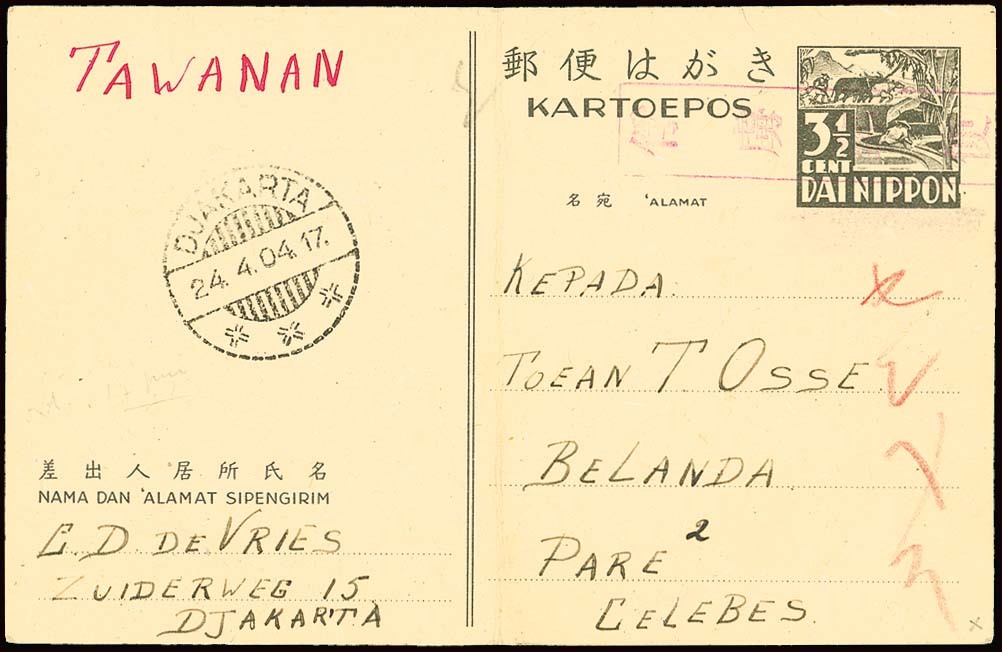 TAWANAN
郵便はがき
KARTOEPOS
3 1/2
CENT
DAI NIPPON
DJAKARTA
24.4.04.17.
名宛 'ALAMAT
KEPADA
TOEAN T OSSE
BELANDA
PARE 2
CELEBES.
差出人居所氏名
NAMA DAN 'ALAMAT SIPENGIRIM
E. D. DE VRIES
ZUIDERWEG 15
DJAKARTA